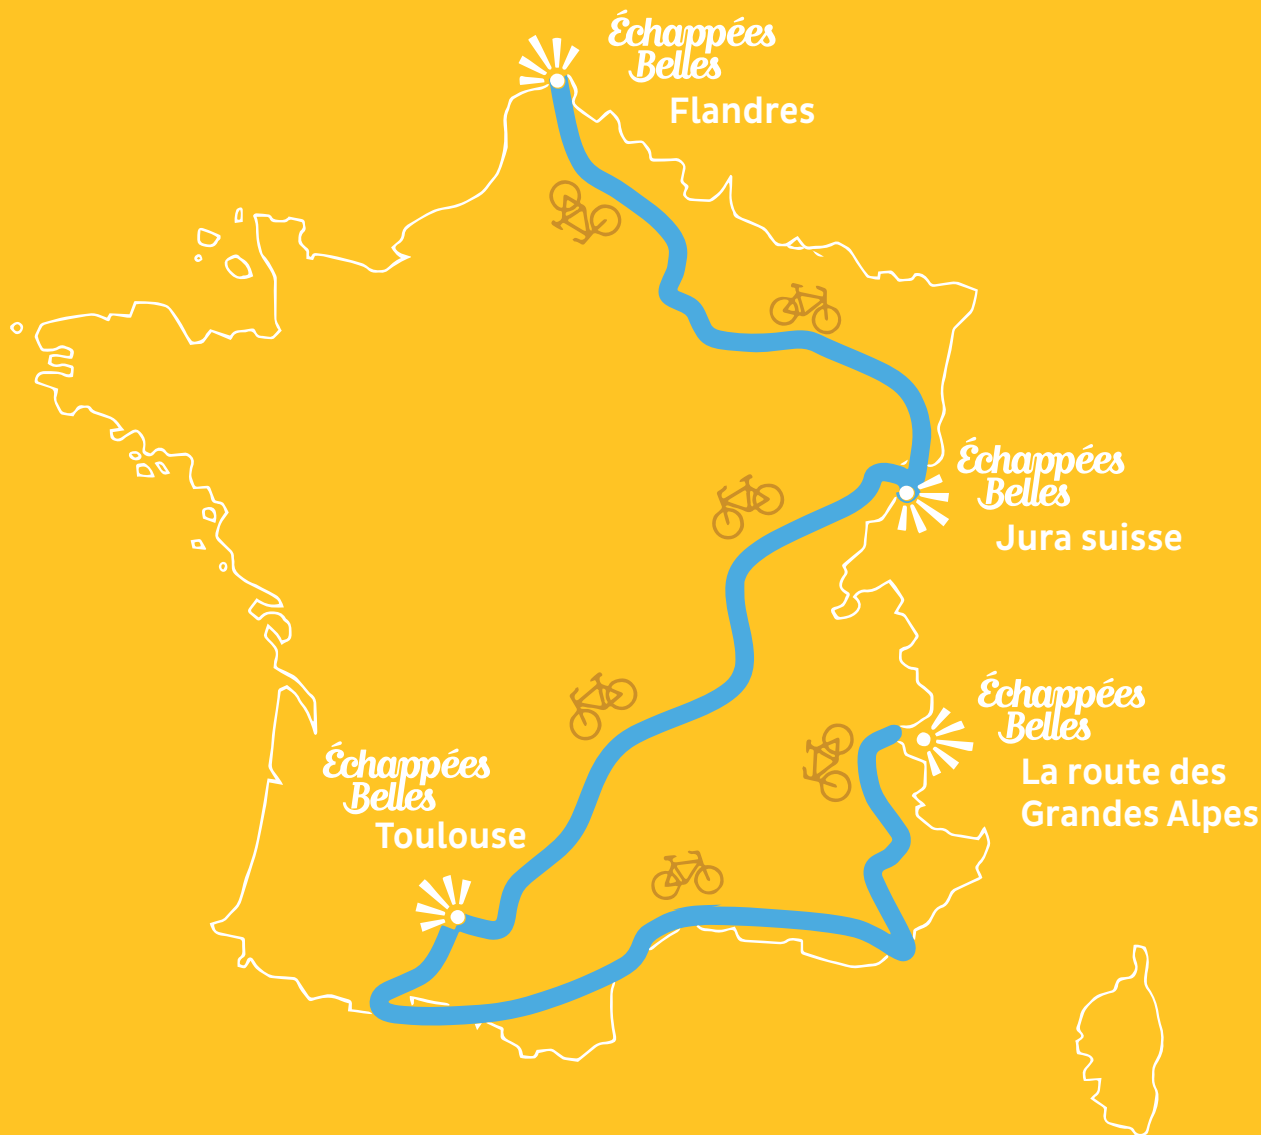 Échappées
Belles
Flandres
Échappées
Belles
Jura suisse
Échappées
Belles
La route des
Grandes Alpes
Échappées
Belles
Toulouse